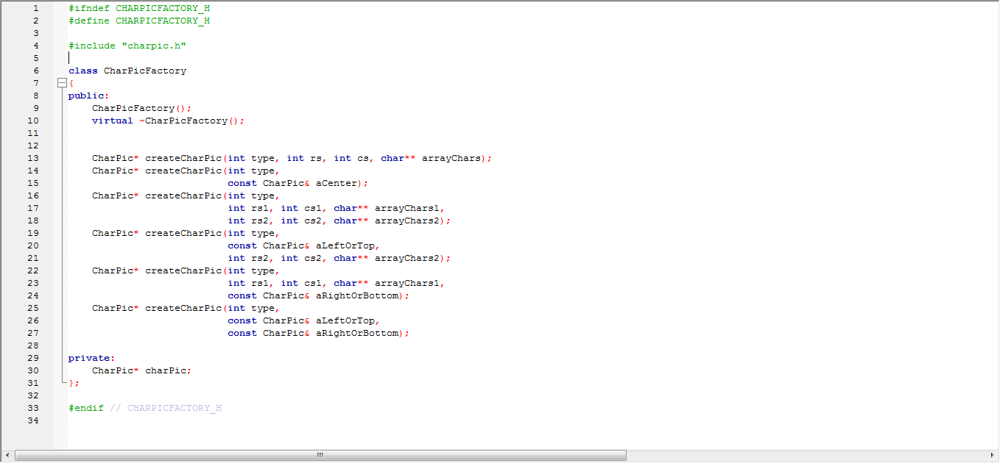 1 #ifndef CHARPICFACTORY_H
2 #define CHARPICFACTORY_H
3
4 #include "charpic.h"
5
6 class CharPicFactory
7 {
8 public:
9     CharPicFactory();
10     virtual ~CharPicFactory();
11
12
13     CharPic* createCharPic(int type, int rs, int cs, char** arrayChars);
14     CharPic* createCharPic(int type,
15                            const CharPic& aCenter);
16     CharPic* createCharPic(int type,
17                            int rs1, int cs1, char** arrayChars1,
18                            int rs2, int cs2, char** arrayChars2);
19     CharPic* createCharPic(int type,
20                            const CharPic& aLeftOrTop,
21                            int rs2, int cs2, char** arrayChars2);
22     CharPic* createCharPic(int type,
23                            int rs1, int cs1, char** arrayChars1,
24                            const CharPic& aRightOrBottom);
25     CharPic* createCharPic(int type,
26                            const CharPic& aLeftOrTop,
27                            const CharPic& aRightOrBottom);
28
29 private:
30     CharPic* charPic;
31 };
32
33 #endif // CHARPICFACTORY_H
34